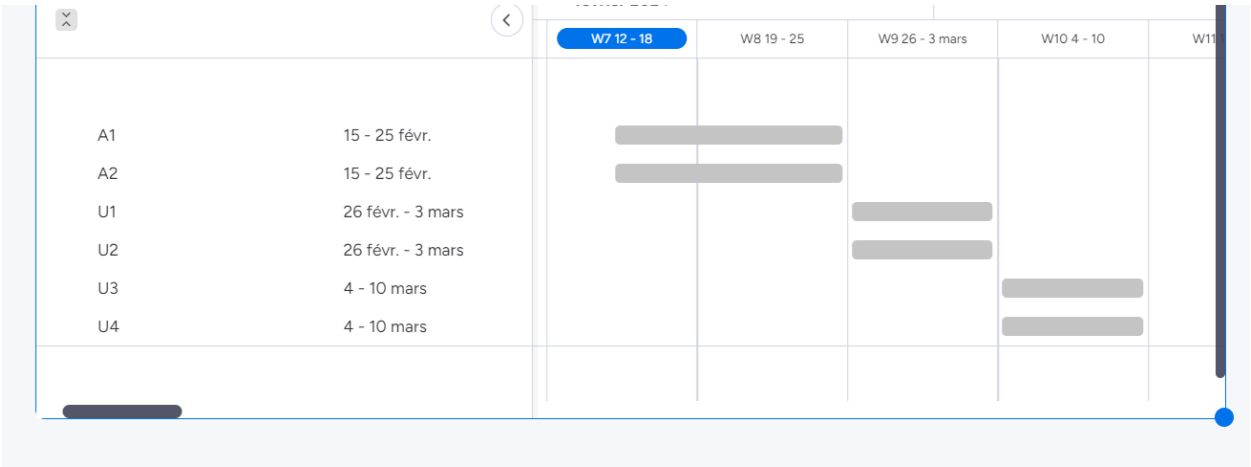 W7 12 - 18 W8 19 - 25 W9 26 - 3 mars W10 4 - 10 W11
A1 15 - 25 févr.
A2 15 - 25 févr.
U1 26 févr. - 3 mars
U2 26 févr. - 3 mars
U3 4 - 10 mars
U4 4 - 10 mars